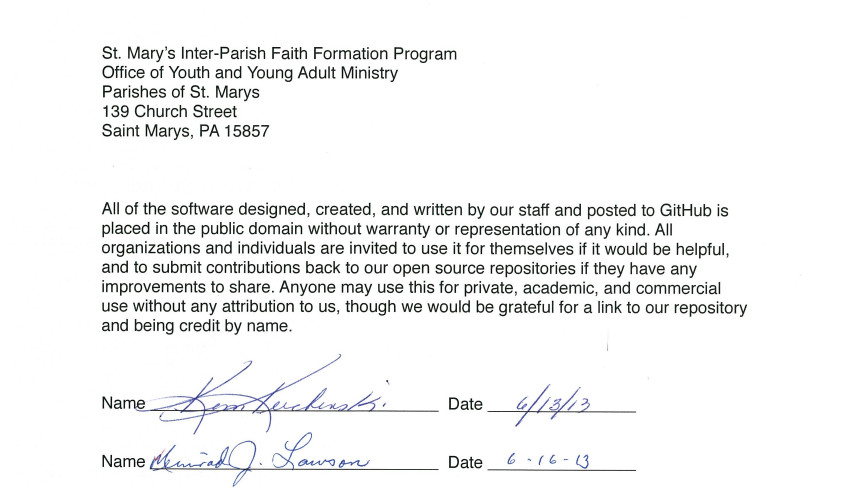 St. Mary's Inter-Parish Faith Formation Program
Office of Youth and Young Adult Ministry
Parishes of St. Marys
139 Church Street
Saint Marys, PA 15857
All of the software designed, created, and written by our staff and posted to GitHub is
placed in the public domain without warranty or representation of any kind. All
organizations and individuals are invited to use it for themselves if it would be helpful,
and to submit contributions back to our open source repositories if they have any
improvements to share. Anyone may use this for private, academic, and commercial
use without any attribution to us, though we would be grateful for a link to our repository
and being credit by name.
Name Date 6/13/13
Name J. Lawson Date 6-16-13